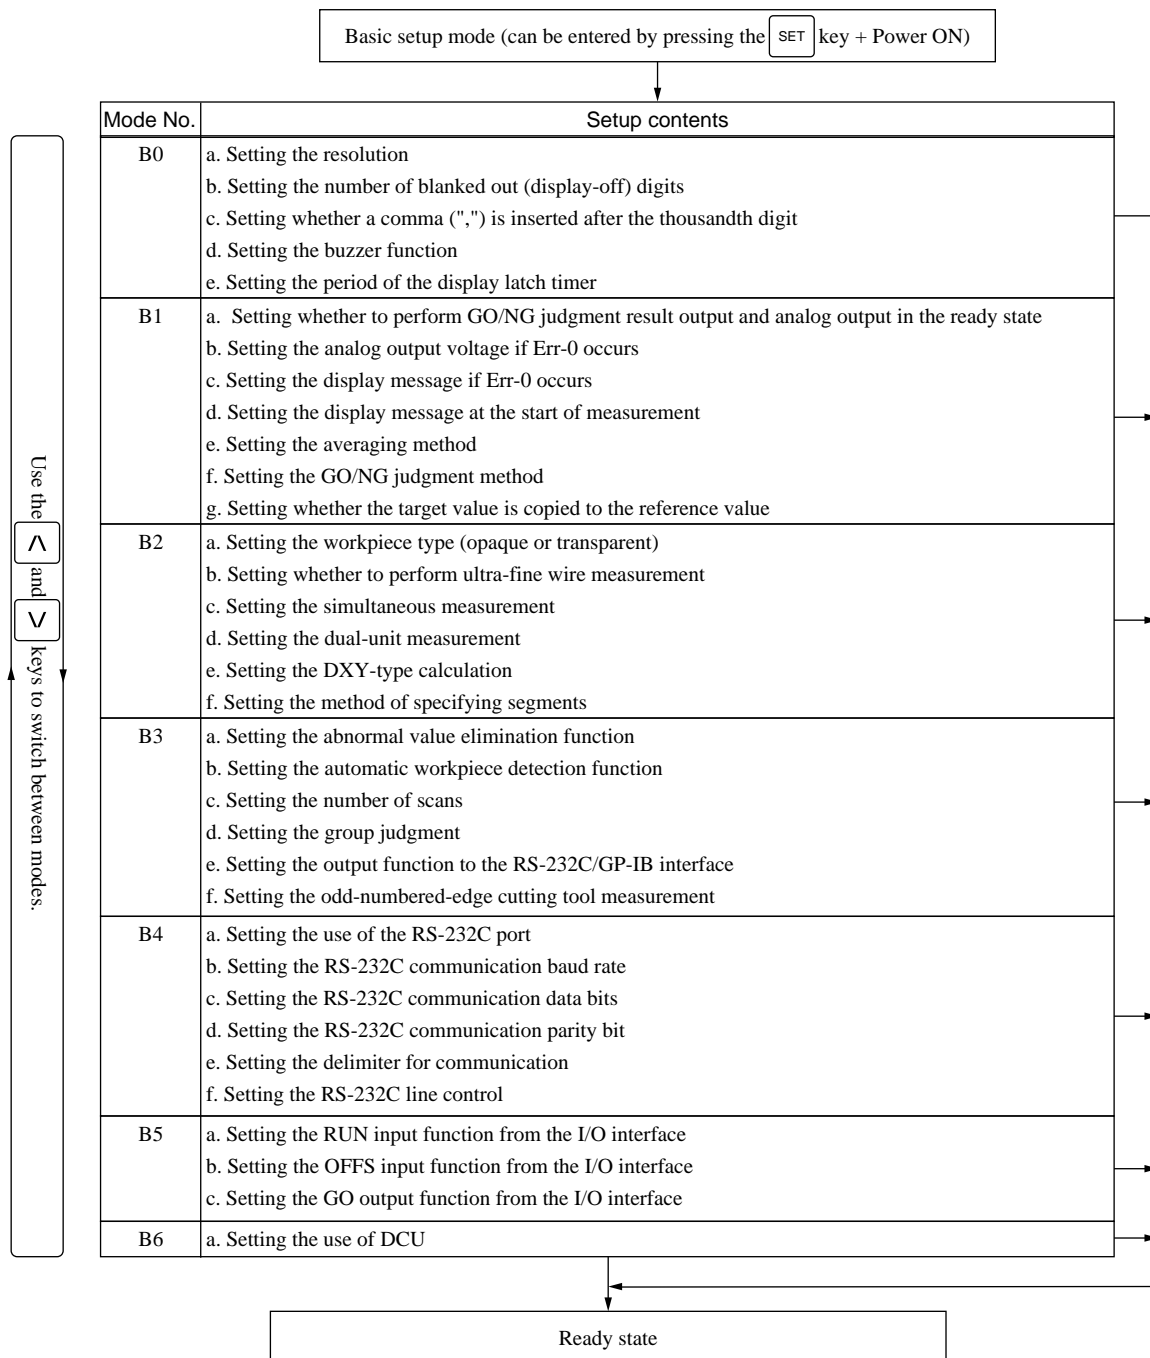 Basic setup mode (can be entered by pressing the SET key + Power ON)
Mode No. Setup contents
B0 a. Setting the resolution
b. Setting the number of blanked out (display-off) digits
c. Setting whether a comma (",") is inserted after the thousandth digit
d. Setting the buzzer function
e. Setting the period of the display latch timer
B1 a. Setting whether to perform GO/NG judgment result output and analog output in the ready state
b. Setting the analog output voltage if Err-0 occurs
c. Setting the display message if Err-0 occurs
d. Setting the display message at the start of measurement
e. Setting the averaging method
f. Setting the GO/NG judgment method
g. Setting whether the target value is copied to the reference value
B2 a. Setting the workpiece type (opaque or transparent)
b. Setting whether to perform ultra-fine wire measurement
c. Setting the simultaneous measurement
d. Setting the dual-unit measurement
e. Setting the DXY-type calculation
f. Setting the method of specifying segments
B3 a. Setting the abnormal value elimination function
b. Setting the automatic workpiece detection function
c. Setting the number of scans
d. Setting the group judgment
e. Setting the output function to the RS-232C/GP-IB interface
f. Setting the odd-numbered-edge cutting tool measurement
B4 a. Setting the use of the RS-232C port
b. Setting the RS-232C communication baud rate
c. Setting the RS-232C communication data bits
d. Setting the RS-232C communication parity bit
e. Setting the delimiter for communication
f. Setting the RS-232C line control
B5 a. Setting the RUN input function from the I/O interface
b. Setting the OFFS input function from the I/O interface
c. Setting the GO output function from the I/O interface
B6 a. Setting the use of DCU
Use the ∧ and ∨ keys to switch between modes.
Ready state